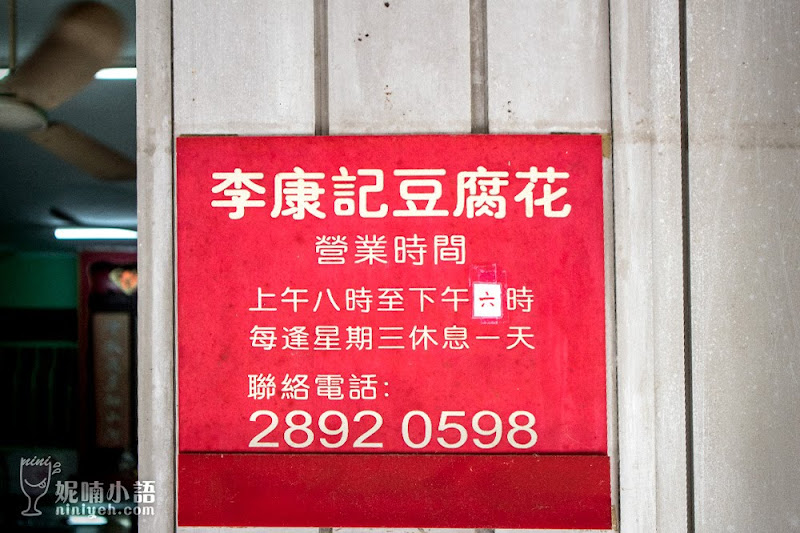 李康記豆腐花
營業時間
上午八時至下午六時
每逢星期三休息一天
聯絡電話:
2892 0598
nini
妮喃小語
niniyeh.com